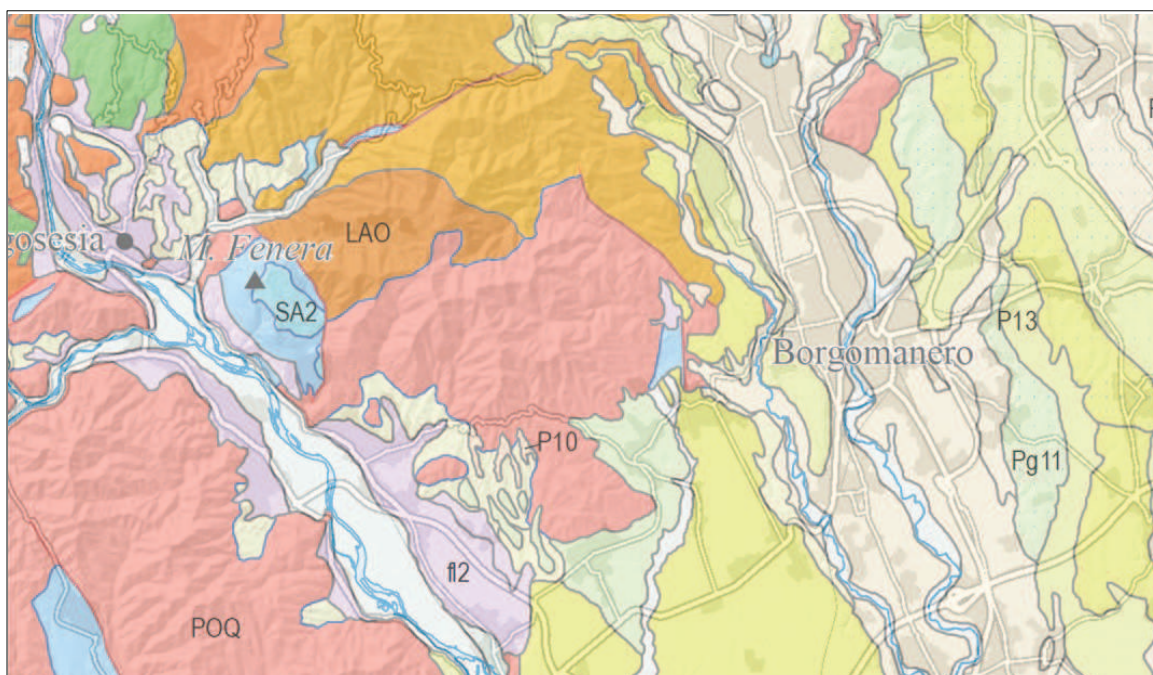 LAO
gosesia
M. Fenera
SA2
P13
Borgomanero
P10
Pg11
fl2
POQ